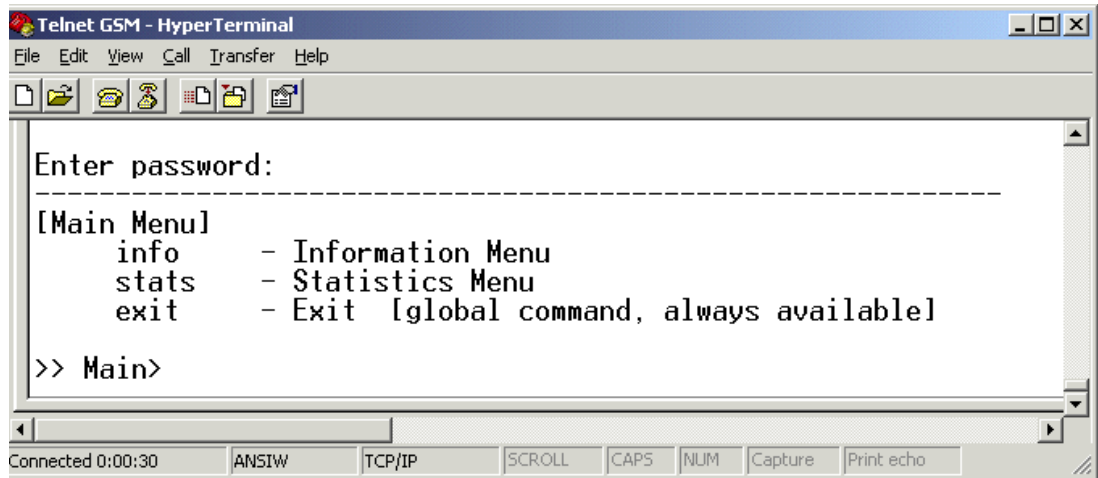 Telnet GSM - HyperTerminal
File Edit View Call Transfer Help
Enter password:
------------------------------------------------------------
[Main Menu]
info - Information Menu
stats - Statistics Menu
exit - Exit [global command, always available]
>> Main>
Connected 0:00:30 ANSIW TCP/IP SCROLL CAPS NUM Capture Print echo